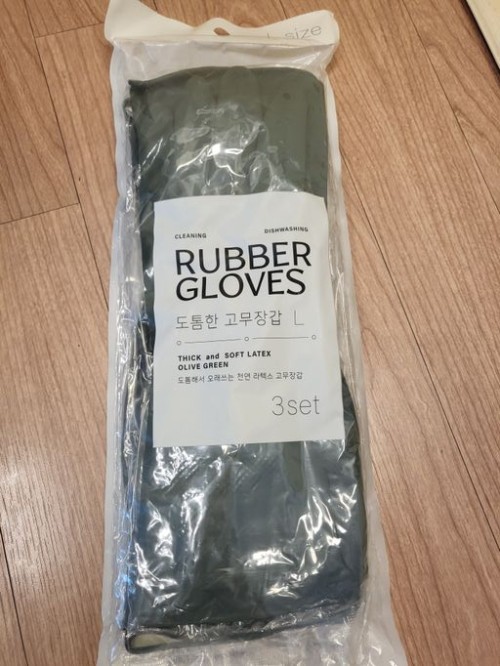 L size
CLEANING DISHWASHING
RUBBER
GLOVES
도톰한 고무장갑 L
THICK and SOFT LATEX
OLIVE GREEN
도톰해서 오래쓰는 천연 라텍스 고무장갑
3set